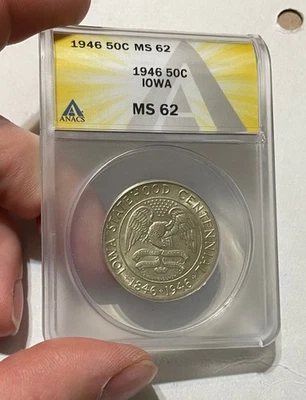 1946 50C MS 62
1946 50C
IOWA
MS 62
ANACS
IOWA STATEHOOD CENTENNIAL
1846 • 1946